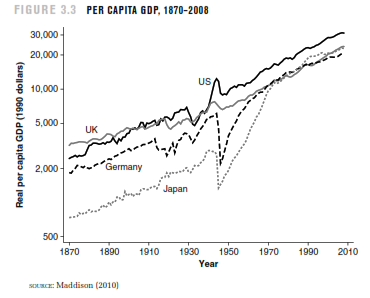 FIGURE 3.3 PER CAPITA GDP, 1870-2008
Real per capita GDP (1990 dollars)
30,000
20,000
10,000
5,000
2,000
500
US
UK
Germany
Japan
1870 1890 1910 1930 1950 1970 1990 2010
Year
SOURCE: Maddison (2010)